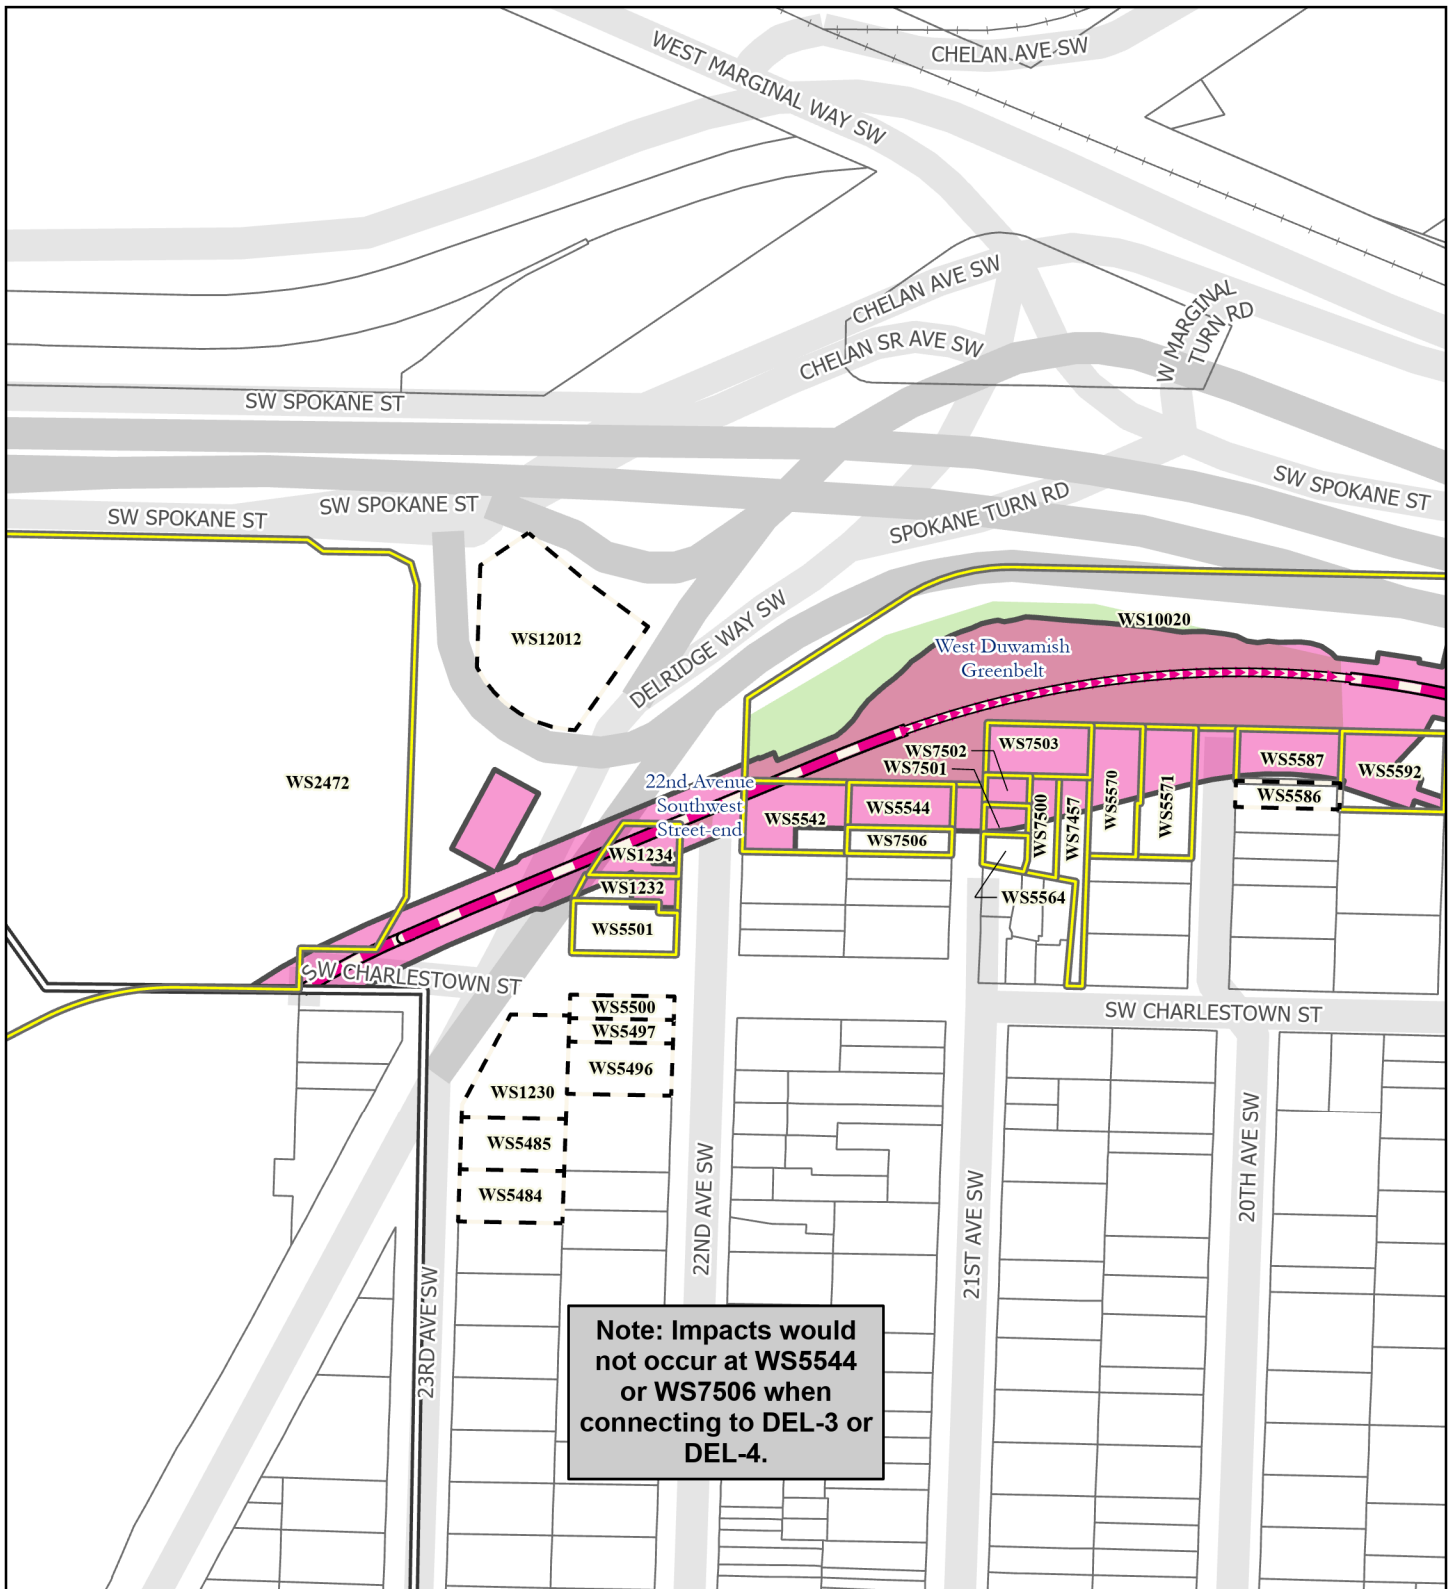 CHELAN AVE SW
WEST MARGINAL WAY SW
CHELAN AVE SW
W MARGINAL
TURN RD
CHELAN SR AVE SW
SW SPOKANE ST
SW SPOKANE ST
SW SPOKANE ST
SW SPOKANE ST
SPOKANE TURN RD
DELRIDGE WAY SW
WS12012
WS10020
West Duwamish
Greenbelt
WS2472
22nd Avenue
Southwest
Street-end
WS7502
WS7501
WS7503
WS5587
WS5592
WS5586
WS5542
WS5544
WS7506
WS7500
WS7457
WS5570
WS5571
WS1234
WS1232
WS5501
WS5564
SW CHARLESTOWN ST
SW CHARLESTOWN ST
WS5500
WS5497
WS5496
WS1230
WS5485
WS5484
22ND AVE SW
21ST AVE SW
20TH AVE SW
23RD AVE SW
Note: Impacts would
not occur at WS5544
or WS7506 when
connecting to DEL-3 or
DEL-4.